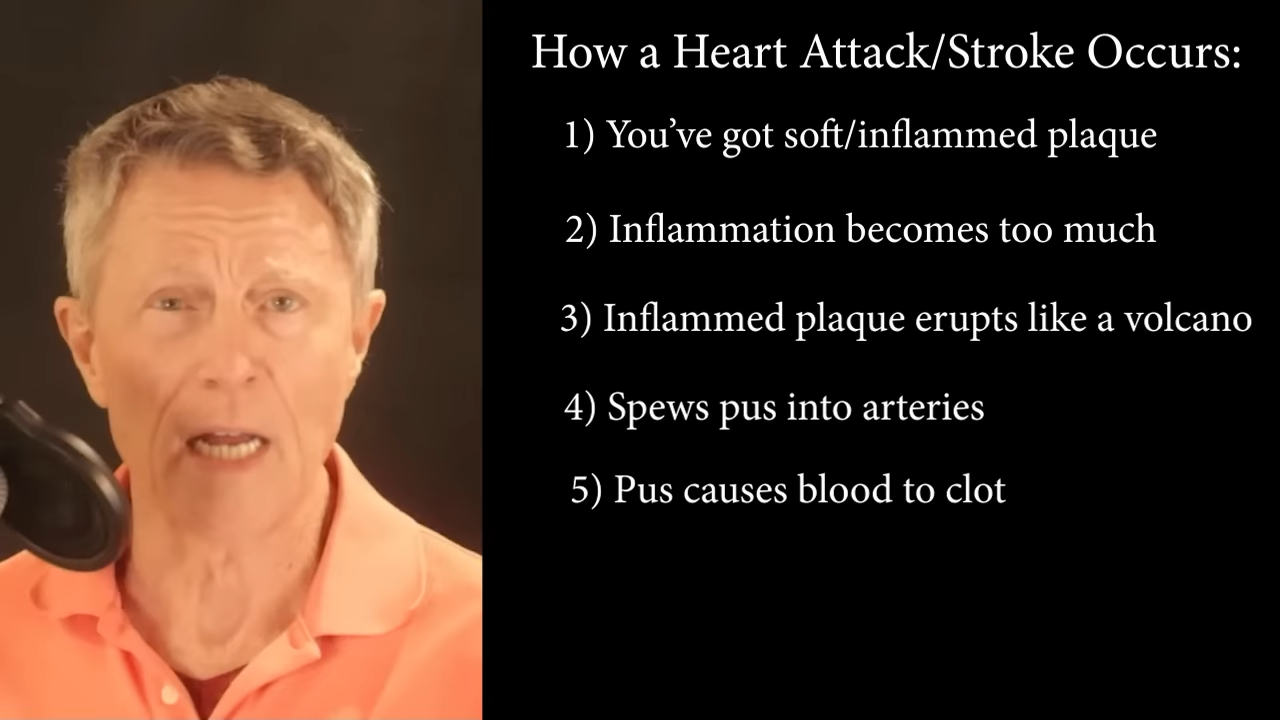 How a Heart Attack/Stroke Occurs:
1) You’ve got soft/inflammed plaque
2) Inflammation becomes too much
3) Inflammed plaque erupts like a volcano
4) Spews pus into arteries
5) Pus causes blood to clot